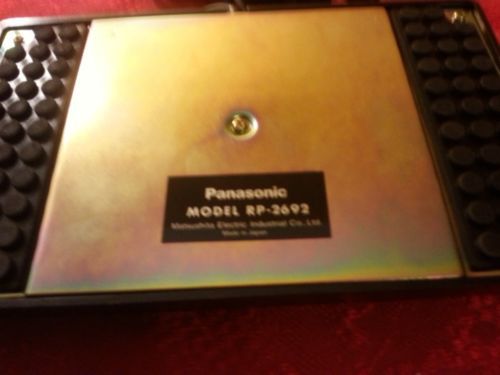 Panasonic
MODEL RP-2692
Matsushita Electric Industrial Co., Ltd.
Made in Japan